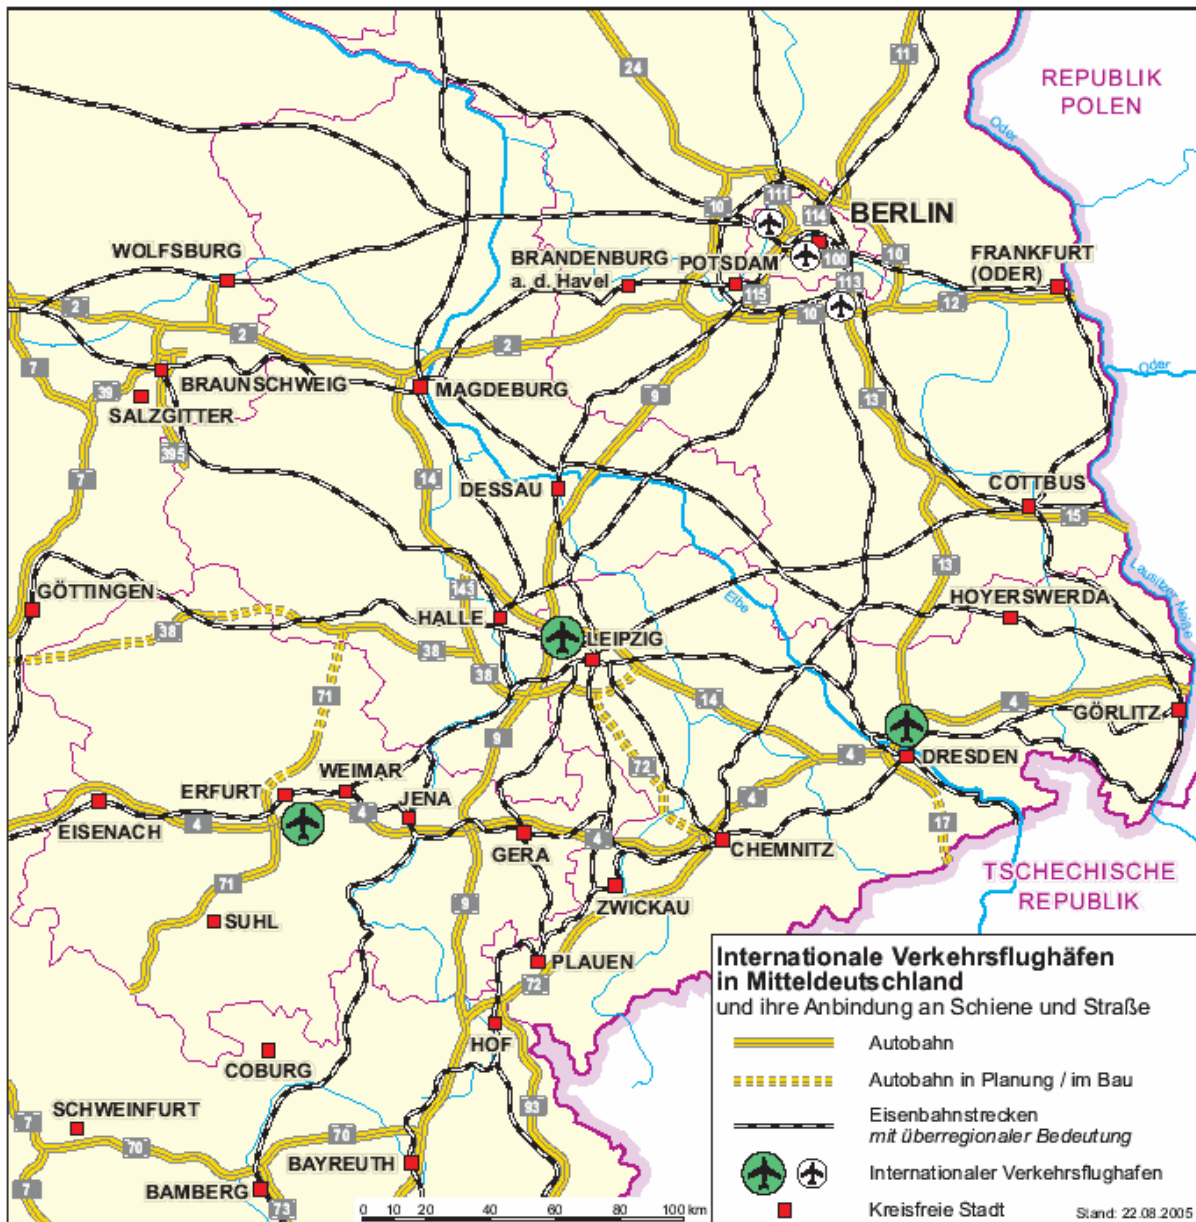 24
11
REPUBLIK
POLEN
Oder
111
10
114
BERLIN
WOLFSBURG
BRANDENBURG
a. d. Havel
POTSDAM
100
10
FRANKFURT
(ODER)
115
113
12
10
2
2
2
7
BRAUNSCHWEIG
MAGDEBURG
39
SALZGITTER
9
13
Oder
395
7
14
DESSAU
COTTBUS
15
13
143
GÖTTINGEN
HALLE
LEIPZIG
Elbe
HOYERSWERDA
Lausitzer Neiße
38
38
38
71
14
4
GÖRLITZ
9
72
4
DRESDEN
WEIMAR
ERFURT
JENA
4
4
EISENACH
4
GERA
4
CHEMNITZ
17
71
ZWICKAU
TSCHECHISCHE
REPUBLIK
SUHL
9
PLAUEN
72
HOF
COBURG
93
SCHWEINFURT
7
70
70
BAYREUTH
BAMBERG
7
73
0 10 20 40 60 80 100 km
Internationale Verkehrsflughäfen
in Mitteldeutschland
und ihre Anbindung an Schiene und Straße
Autobahn
Autobahn in Planung / im Bau
Eisenbahnstrecken
mit überregionaler Bedeutung
Internationaler Verkehrsflughafen
Kreisfreie Stadt
Stand: 22.08.2005